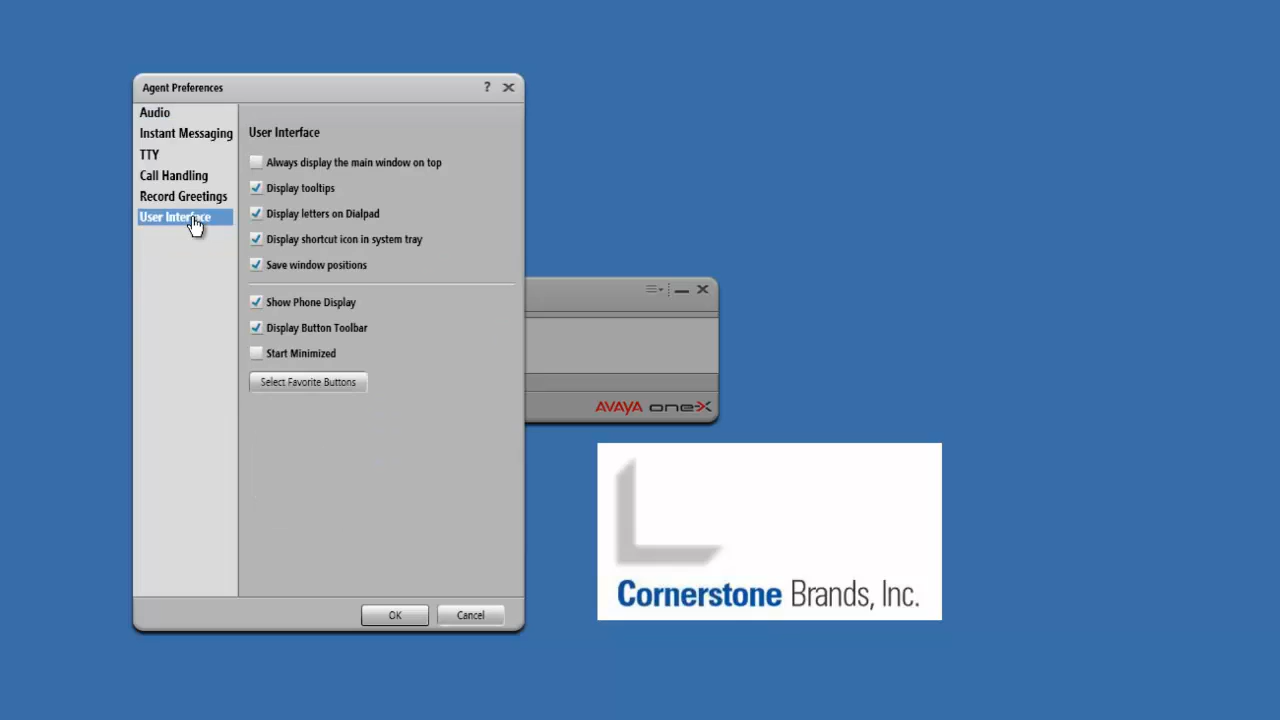 Agent Preferences
?
Audio
Instant Messaging
TTY
Call Handling
Record Greetings
User Interface
User Interface
Always display the main window on top
Display tooltips
Display letters on Dialpad
Display shortcut icon in system tray
Save window positions
Show Phone Display
Display Button Toolbar
Start Minimized
Select Favorite Buttons
OK
Cancel
AVAYA one-X
Cornerstone Brands, Inc.